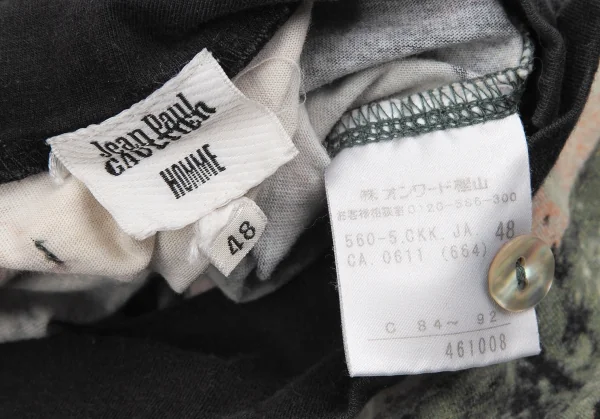 Jean Paul
GAULTIER
HOMME
48
㈱オンワード樫山
お客様相談室 0120-586-300
560-5.CKK.JA 48
CA.0611 (664)
C 84～ 92
461008